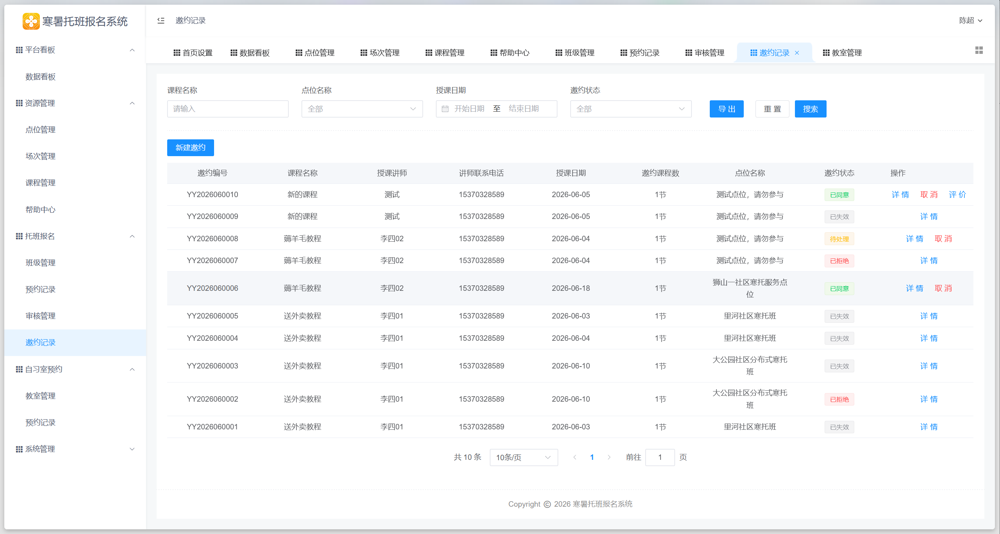 寒暑托班报名系统
平台看板
数据看板
资源管理
点位管理
场次管理
课程管理
帮助中心
托班报名
班级管理
预约记录
审核管理
邀约记录
自习室预约
教室管理
预约记录
系统管理
邀约记录
陈超
首页设置 数据看板 点位管理 场次管理 课程管理 帮助中心 班级管理 预约记录 审核管理 邀约记录 教室管理
课程名称 点位名称 授课日期 邀约状态
请输入 全部 开始日期 至 结束日期 全部 导 出 重 置 搜索
新建邀约
邀约编号 课程名称 授课讲师 讲师联系电话 授课日期 邀约课程数 点位名称 邀约状态 操作
YY2026060010 新的课程 测试 15370328589 2026-06-05 1节 测试点位，请勿参与 已同意 详 情 取 消 评 价
YY2026060009 新的课程 测试 15370328589 2026-06-05 1节 测试点位，请勿参与 已失效 详 情
YY2026060008 薅羊毛教程 李四02 15370328589 2026-06-04 1节 测试点位，请勿参与 待处理 详 情 取 消
YY2026060007 薅羊毛教程 李四02 15370328589 2026-06-04 1节 测试点位，请勿参与 已拒绝 详 情
YY2026060006 薅羊毛教程 李四02 15370328589 2026-06-18 1节 狮山一社区寒托服务点
位 已同意 详 情 取 消
YY2026060005 送外卖教程 李四01 15370328589 2026-06-03 1节 里河社区寒托班 已失效 详 情
YY2026060004 送外卖教程 李四01 15370328589 2026-06-04 1节 里河社区寒托班 已失效 详 情
YY2026060003 送外卖教程 李四01 15370328589 2026-06-10 1节 大公园社区分布式寒托
班 已失效 详 情
YY2026060002 送外卖教程 李四01 15370328589 2026-06-10 1节 大公园社区分布式寒托
班 已拒绝 详 情
YY2026060001 送外卖教程 李四01 15370328589 2026-06-03 1节 里河社区寒托班 已失效 详 情
共 10 条 10条/页 1 前往 1 页
Copyright © 2026 寒暑托班报名系统